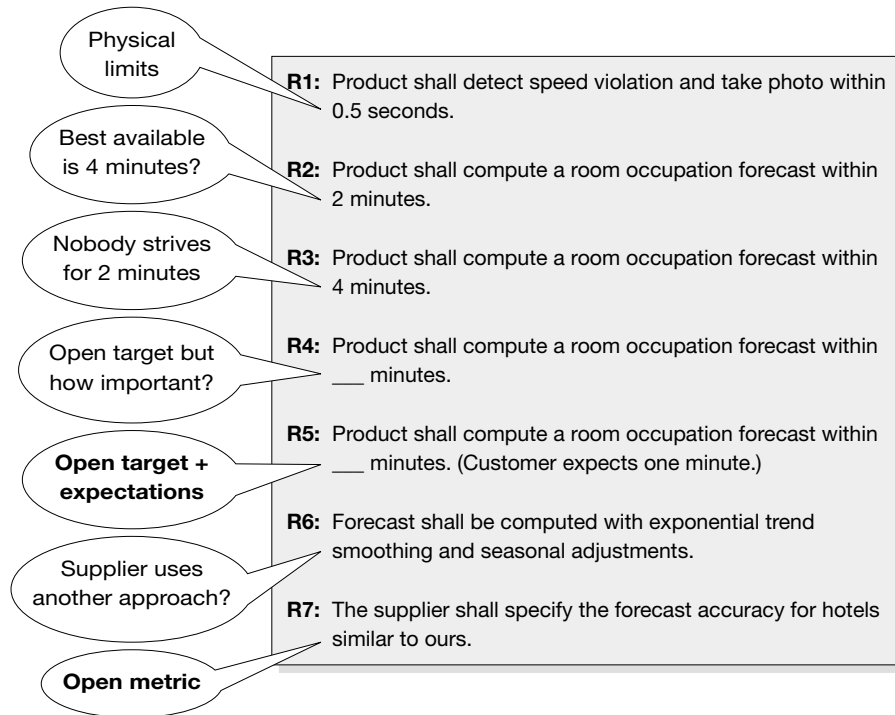 Physical
limits
R1: Product shall detect speed violation and take photo within
0.5 seconds.
Best available
is 4 minutes?
R2: Product shall compute a room occupation forecast within
2 minutes.
Nobody strives
for 2 minutes
R3: Product shall compute a room occupation forecast within
4 minutes.
Open target but
how important?
R4: Product shall compute a room occupation forecast within
___ minutes.
Open target +
expectations
R5: Product shall compute a room occupation forecast within
___ minutes. (Customer expects one minute.)
Supplier uses
another approach?
R6: Forecast shall be computed with exponential trend
smoothing and seasonal adjustments.
Open metric
R7: The supplier shall specify the forecast accuracy for hotels
similar to ours.